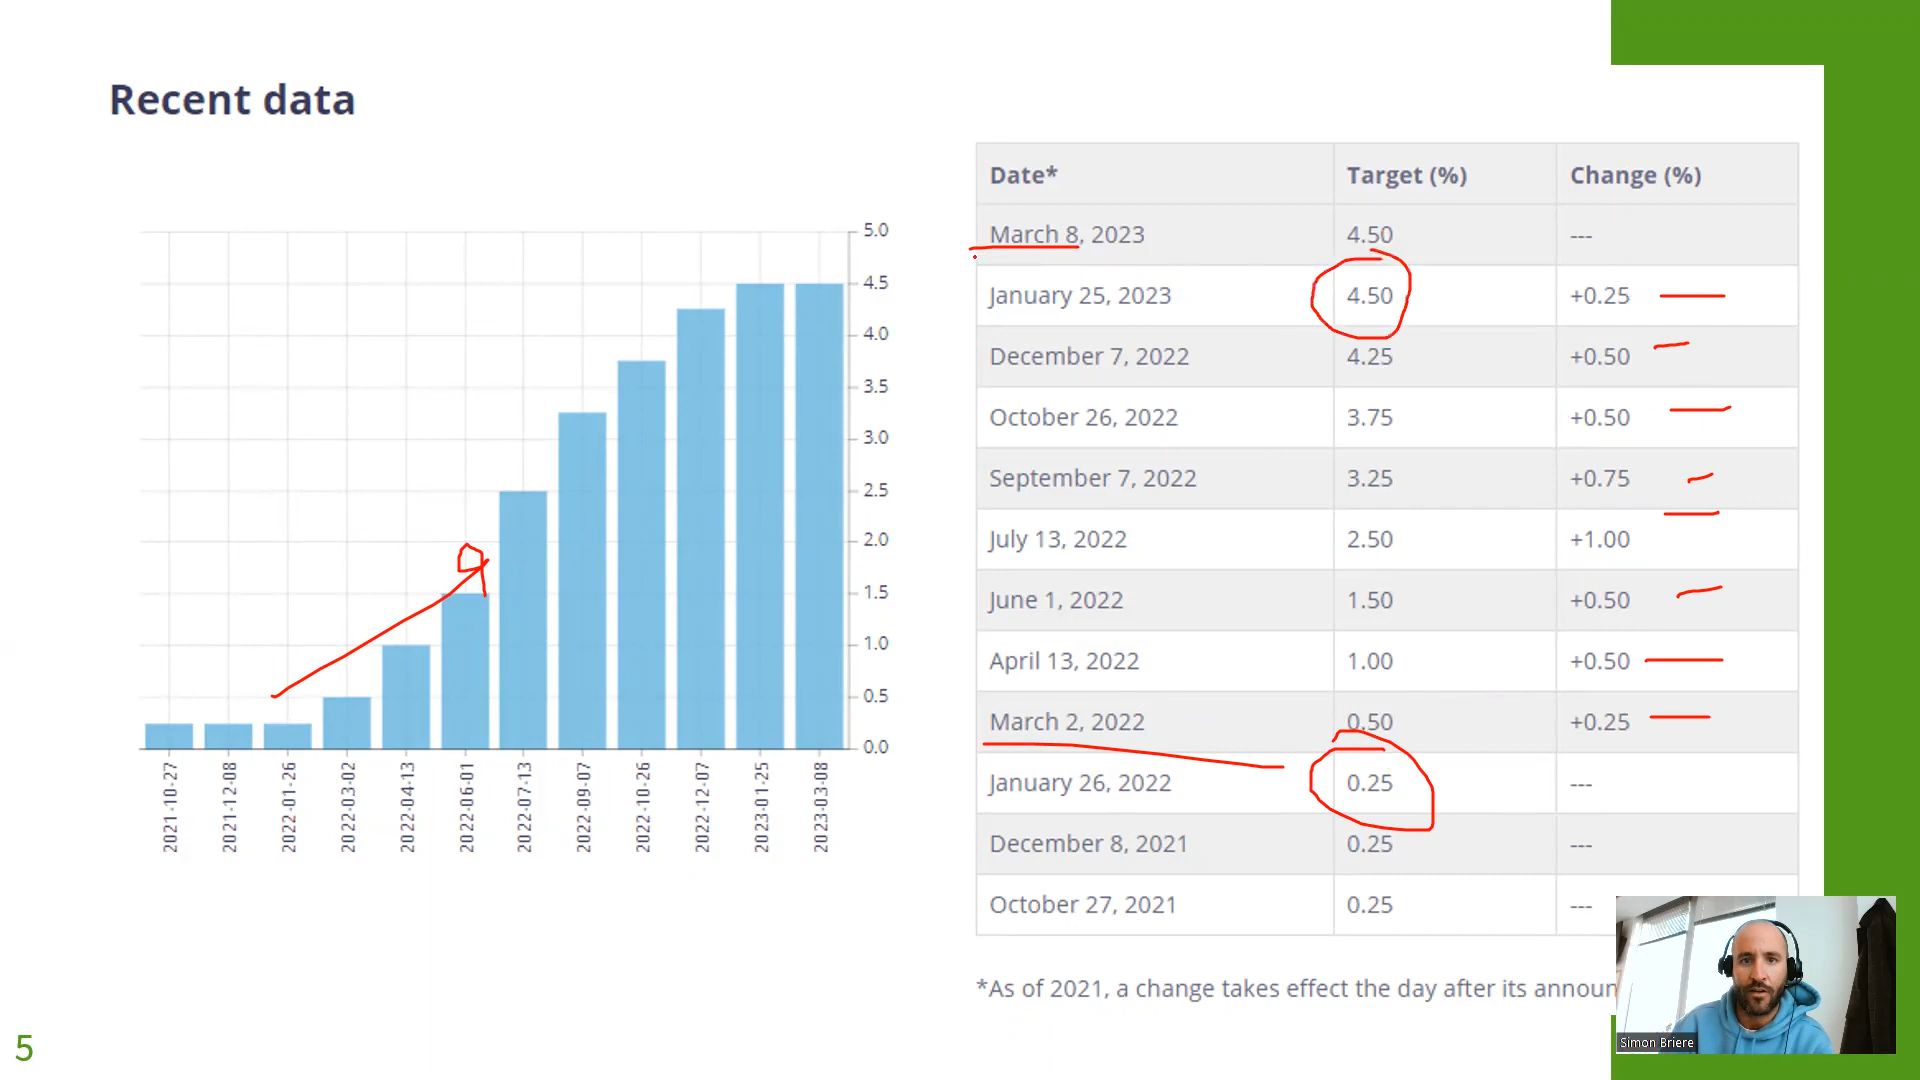 Recent data
5.0
4.5
4.0
3.5
3.0
2.5
2.0
1.5
1.0
0.5
0.0
2021-10-27
2021-12-08
2022-01-26
2022-03-02
2022-04-13
2022-06-01
2022-07-13
2022-09-07
2022-10-26
2022-12-07
2023-01-25
2023-03-08
Date* Target (%) Change (%)
March 8, 2023 4.50 ---
January 25, 2023 4.50 +0.25
December 7, 2022 4.25 +0.50
October 26, 2022 3.75 +0.50
September 7, 2022 3.25 +0.75
July 13, 2022 2.50 +1.00
June 1, 2022 1.50 +0.50
April 13, 2022 1.00 +0.50
March 2, 2022 0.50 +0.25
January 26, 2022 0.25 ---
December 8, 2021 0.25 ---
October 27, 2021 0.25 ---
*As of 2021, a change takes effect the day after its announ
Simon Briere
5